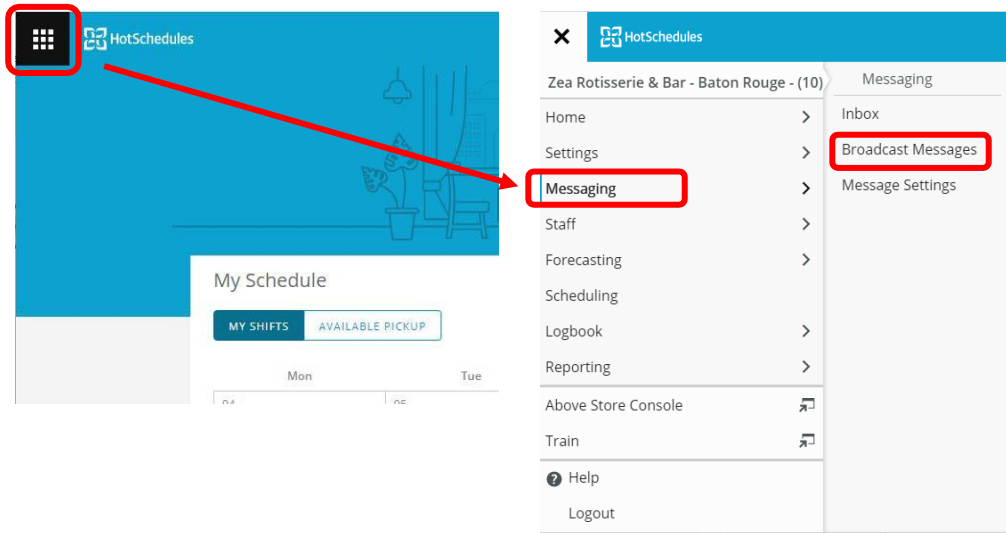 HotSchedules
My Schedule
MY SHIFTS AVAILABLE PICKUP
Mon Tue
HotSchedules
Zea Rotisserie & Bar - Baton Rouge - (10)
Home
Settings
Messaging
Staff
Forecasting
Scheduling
Logbook
Reporting
Above Store Console
Train
Help
Logout
Messaging
Inbox
Broadcast Messages
Message Settings